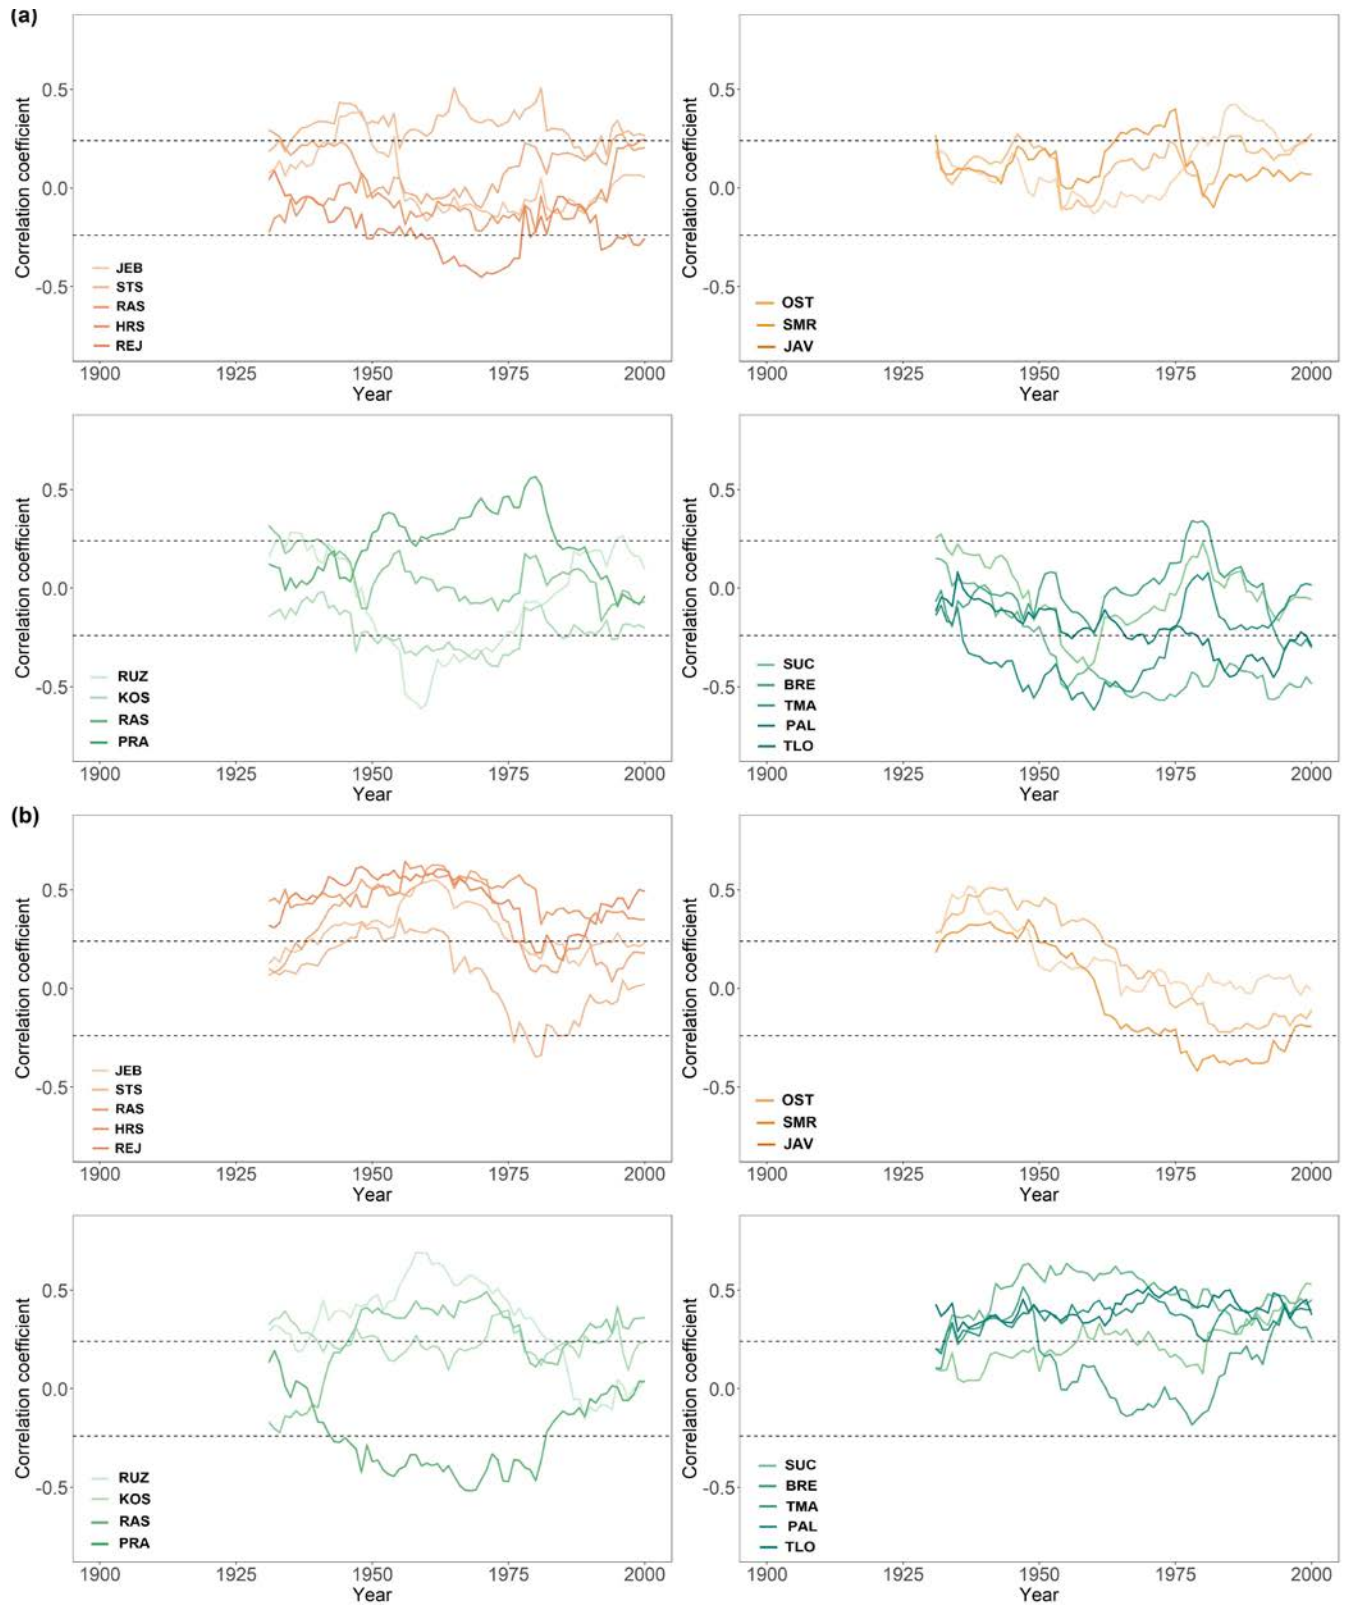 (a)
Correlation coefficient
0.5
0.0
-0.5
JEB
STS
RAS
HRS
REJ
1900 1925 1950 1975 2000
Year
Correlation coefficient
0.5
0.0
-0.5
OST
SMR
JAV
1900 1925 1950 1975 2000
Year
Correlation coefficient
0.5
0.0
-0.5
RUZ
KOS
RAS
PRA
1900 1925 1950 1975 2000
Year
Correlation coefficient
0.5
0.0
-0.5
SUC
BRE
TMA
PAL
TLO
1900 1925 1950 1975 2000
Year
(b)
Correlation coefficient
0.5
0.0
-0.5
JEB
STS
RAS
HRS
REJ
1900 1925 1950 1975 2000
Year
Correlation coefficient
0.5
0.0
-0.5
OST
SMR
JAV
1900 1925 1950 1975 2000
Year
Correlation coefficient
0.5
0.0
-0.5
RUZ
KOS
RAS
PRA
1900 1925 1950 1975 2000
Year
Correlation coefficient
0.5
0.0
-0.5
SUC
BRE
TMA
PAL
TLO
1900 1925 1950 1975 2000
Year